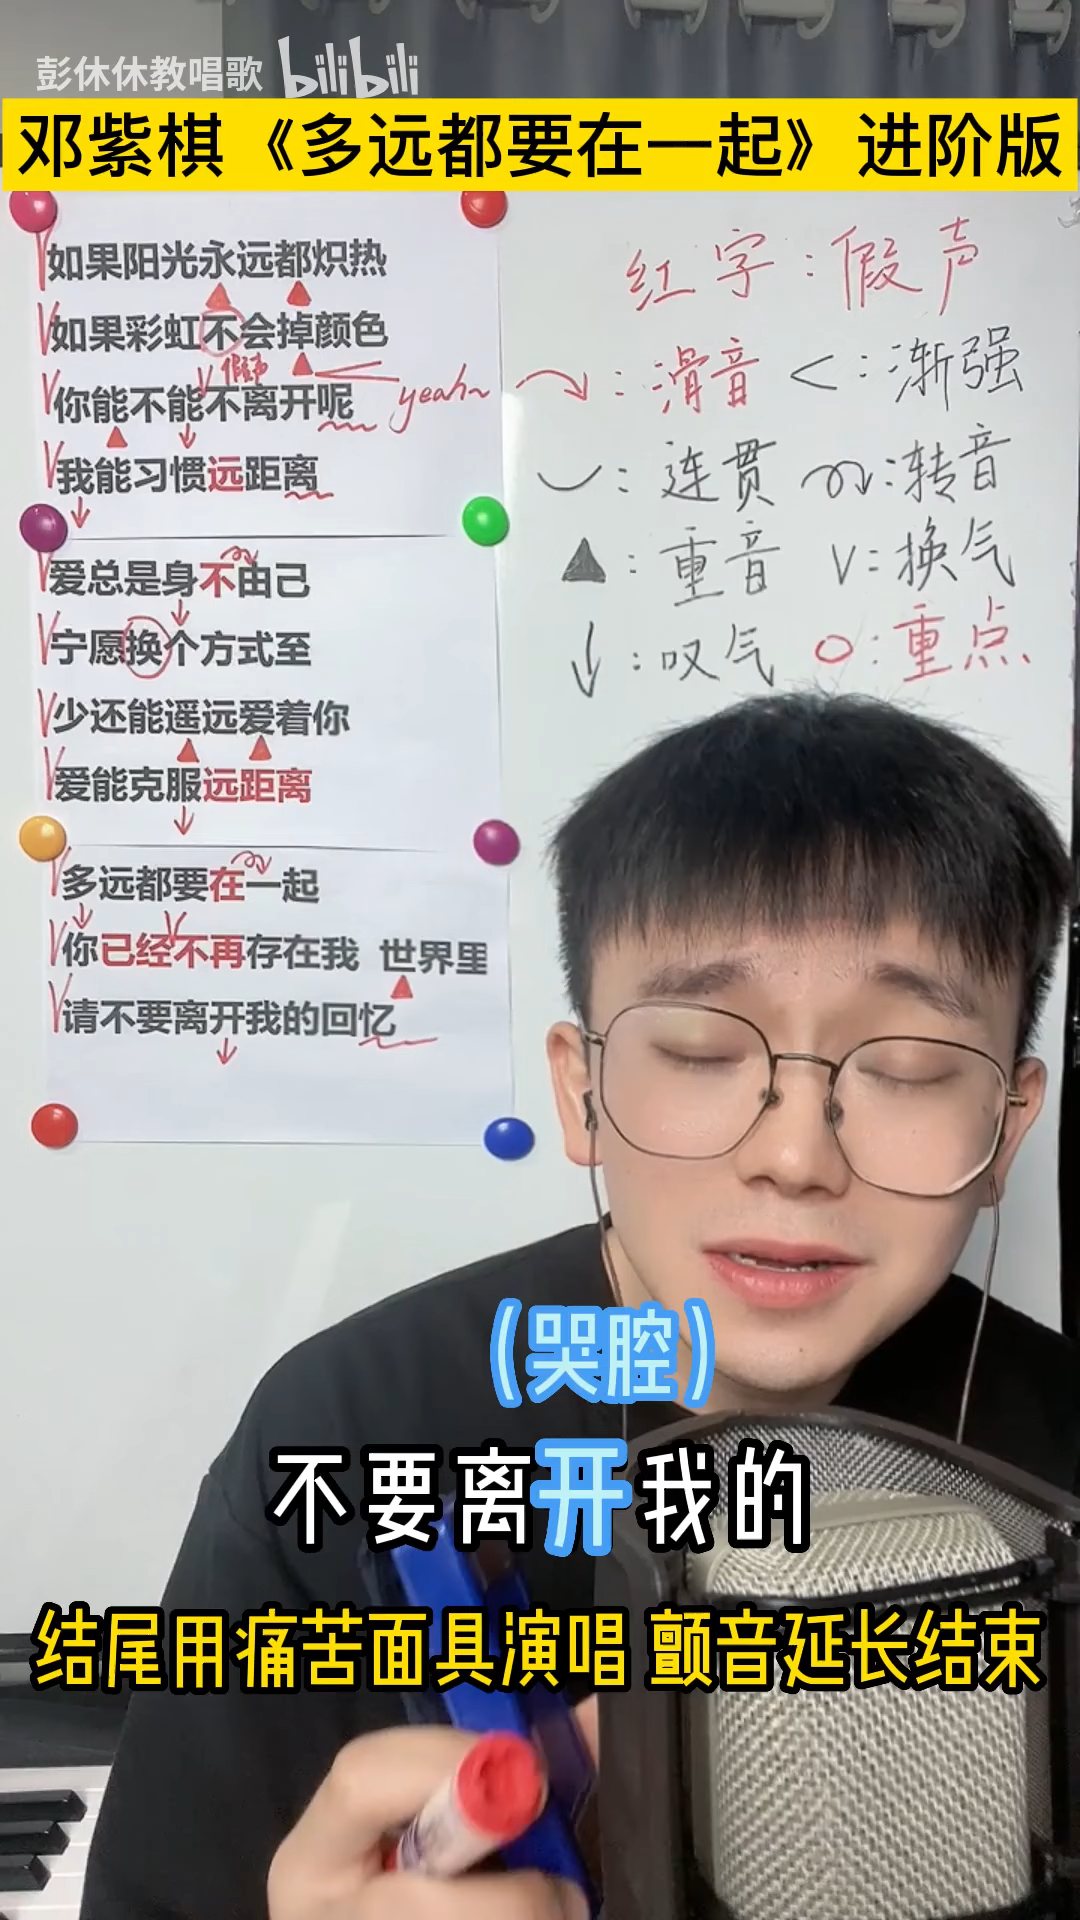 彭休休教唱歌 bilibili
邓紫棋《多远都要在一起》进阶版
如果阳光永远都炽热
如果彩虹不会掉颜色
假声
你能不能不离开呢
yeah~
我能习惯远距离
爱总是身不由己
宁愿换个方式至
少还能遥远爱着你
爱能克服远距离
多远都要在一起
你已经不再存在我 世界里
请不要离开我的回忆
红字:假声
:滑音 <:渐强
:连贯 :转音
▲:重音 V:换气
↓:叹气 O:重点
(哭腔)
不要离开我的
结尾用痛苦面具演唱 颤音延长结束